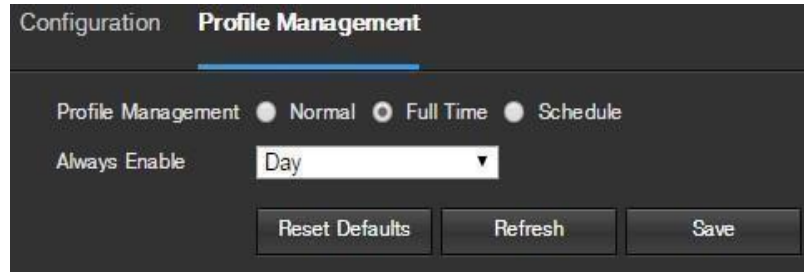 Configuration Profile Management
Profile Management Normal Full Time Schedule
Always Enable Day
Reset Defaults Refresh Save